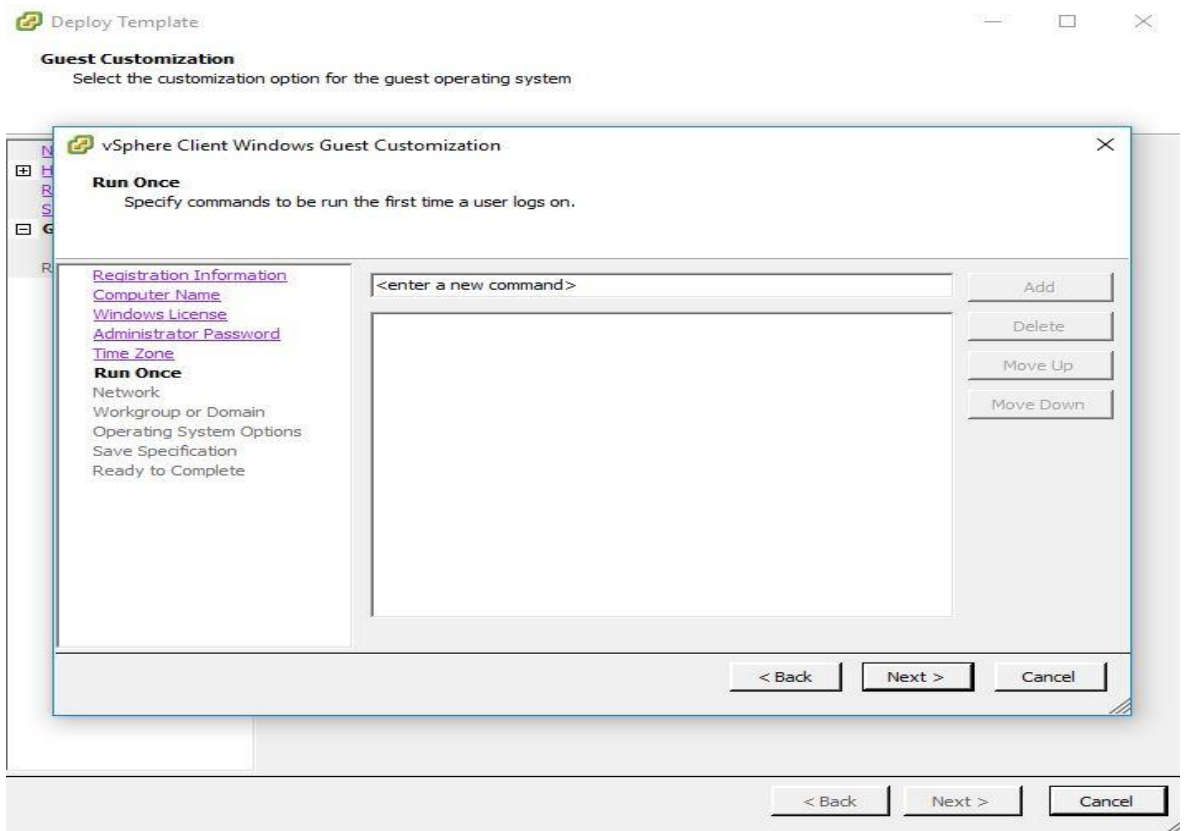 Deploy Template
Guest Customization
Select the customization option for the guest operating system
N
H
R
S
G
R
vSphere Client Windows Guest Customization
Run Once
Specify commands to be run the first time a user logs on.
Registration Information
Computer Name
Windows License
Administrator Password
Time Zone
Run Once
Network
Workgroup or Domain
Operating System Options
Save Specification
Ready to Complete
<enter a new command>
Add
Delete
Move Up
Move Down
< Back
Next >
Cancel
< Back
Next >
Cancel